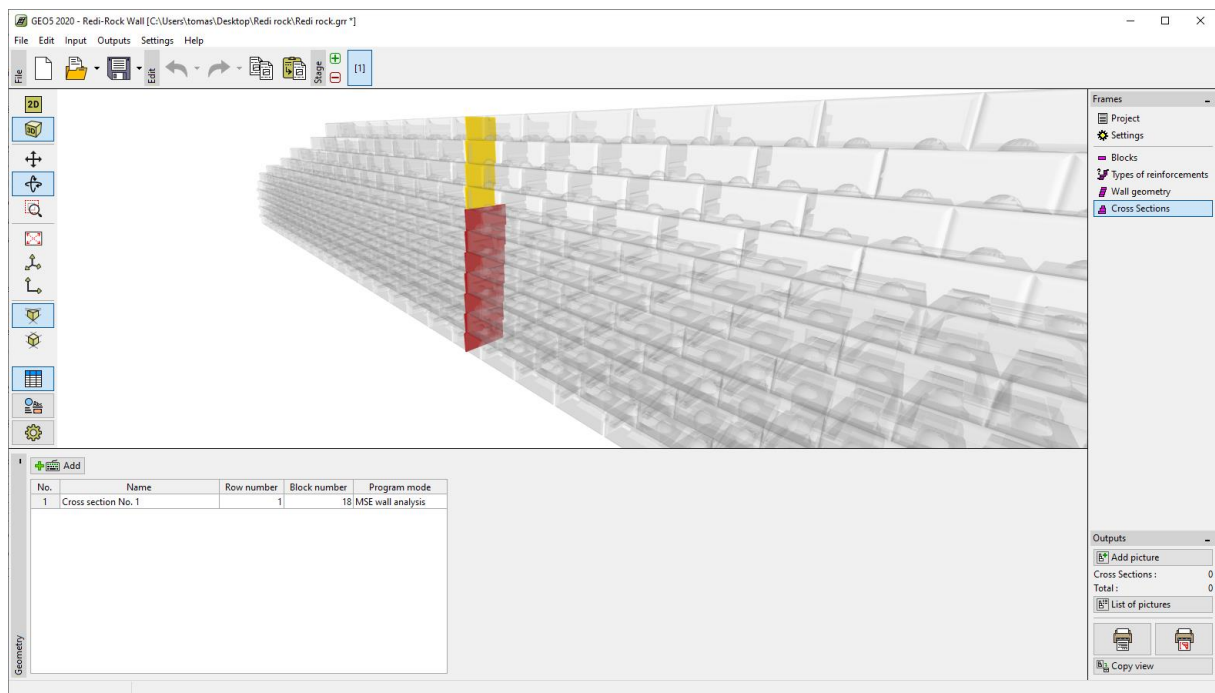 GEO5 2020 - Redi-Rock Wall [C:\Users\tomas\Desktop\Redi rock\Redi rock.grr *]
File Edit Input Outputs Settings Help
File
Edit
Stage
[1]
2D
3D
Frames
Project
Settings
Blocks
Types of reinforcements
Wall geometry
Cross Sections
Add
No. Name Row number Block number Program mode
1 Cross section No. 1 1 18 MSE wall analysis
Geometry
Outputs
Add picture
Cross Sections : 0
Total : 0
List of pictures
Copy view